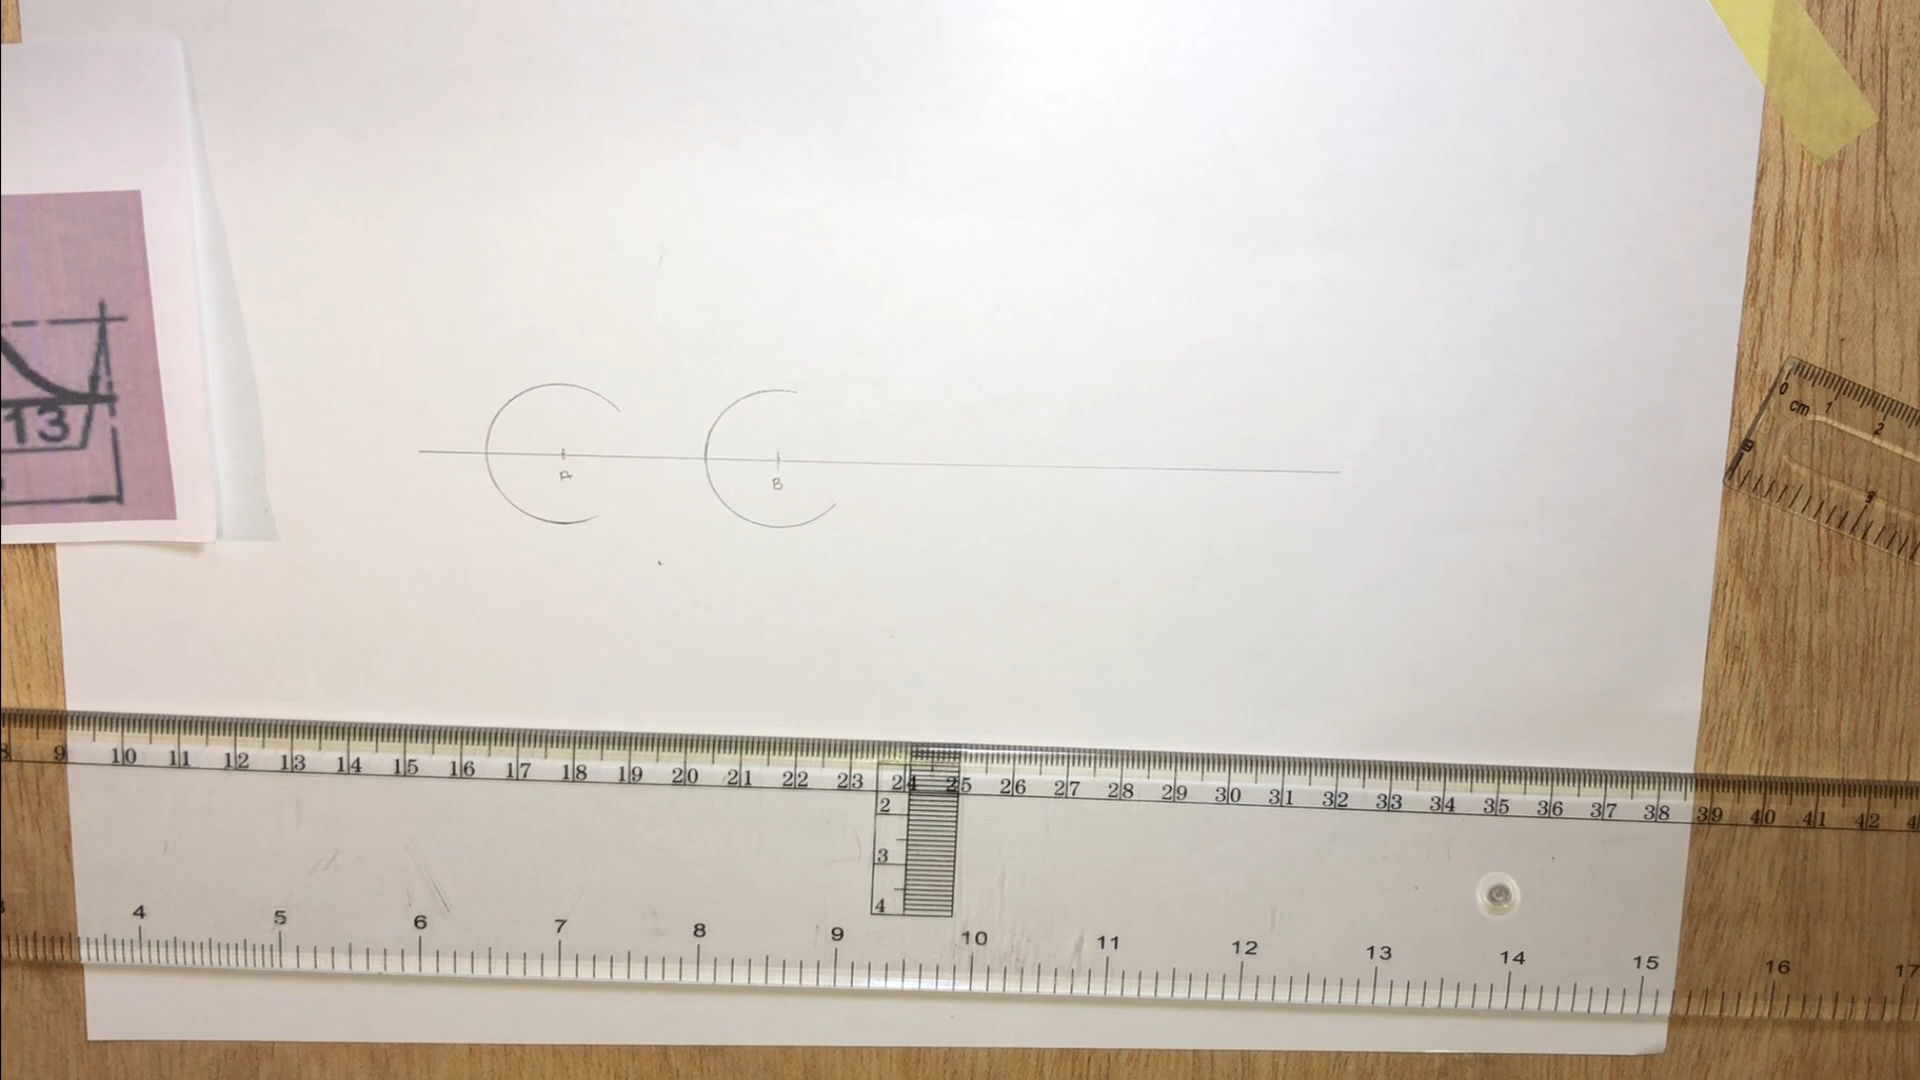 13
A
B
0
cm 1
2
8 9 10 11 12 13 14 15 16 17 18 19 20 21 22 23 24 25 26 27 28 29 30 31 32 33 34 35 36 37 38 39 40 41 42
2
3
4
4 5 6 7 8 9 10 11 12 13 14 15 16 17